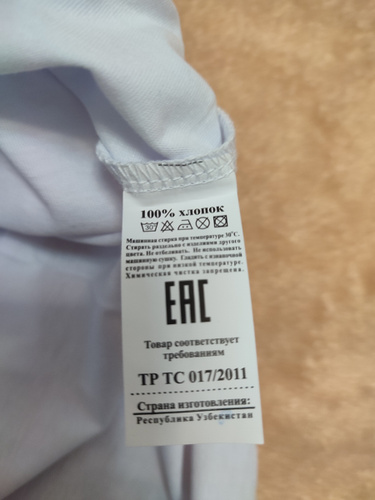 100% хлопок
30°
Машинная стирка при температуре 30°C.
Стирать раздельно с изделиями другого
цвета. Не отбеливать. Не использовать
машинную сушку. Гладить с изнаночной
стороны при низкой температуре.
Химическая чистка запрещена.
EAC
Товар соответствует
требованиям
ТР ТС 017/2011
Страна изготовления:
Республика Узбекистан